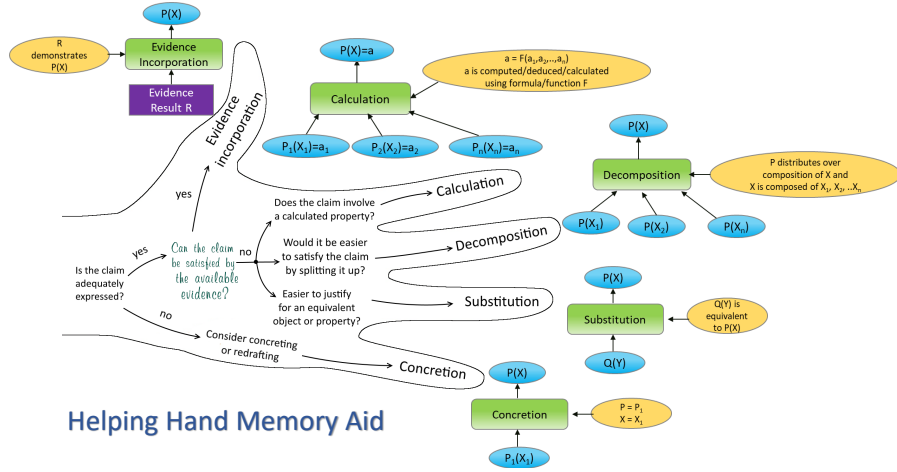 P(X)
R
demonstrates
P(X)
Evidence
Incorporation
Evidence
Result R
P(X)=a
Calculation
a = F(a₁,a₂,..,aₙ)
a is computed/deduced/calculated
using formula/function F
P₁(X₁)=a₁
P₂(X₂)=a₂
Pₙ(Xₙ)=aₙ
P(X)
Decomposition
P distributes over
composition of X and
X is composed of X₁, X₂, ..Xₙ
P(X₁)
P(X₂)
P(Xₙ)
Evidence
incorporation
yes
Does the claim involve
a calculated property?
Calculation
Is the claim
adequately
expressed?
yes
Can the claim
be satisfied by
the available
evidence?
no
Would it be easier
to satisfy the claim
by splitting it up?
Decomposition
Easier to justify
for an equivalent
object or property?
Substitution
no
Consider concreting
or redrafting
Concretion
P(X)
Substitution
Q(Y) is
equivalent
to P(X)
Q(Y)
P(X)
Concretion
P = P₁
X = X₁
P₁(X₁)
Helping Hand Memory Aid